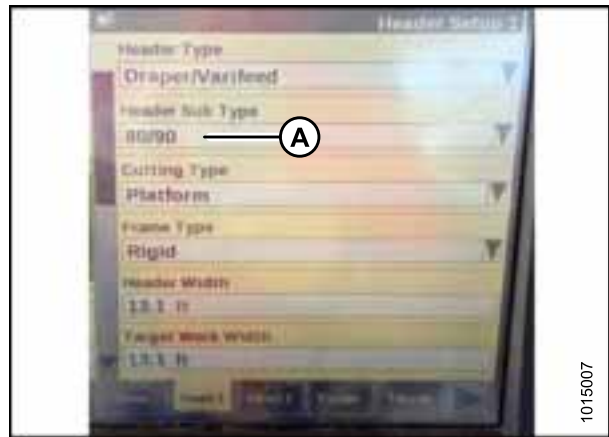 Header Setup 2
Header Type
Draper/Varifeed
Header Sub Type
80/90
A
Cutting Type
Platform
Frame Type
Rigid
Header Width
13.1 ft
Target Work Width
13.1 ft
1015007